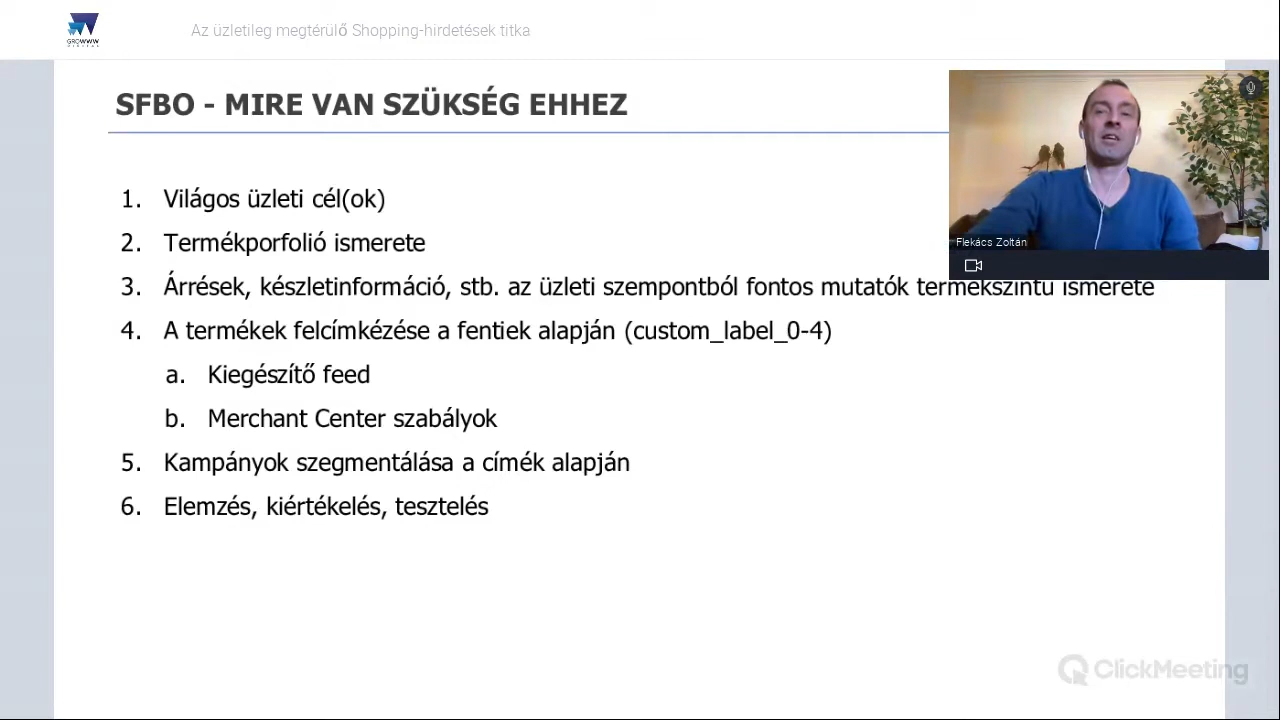 GROWWW
DIGITAL
Az üzletileg megtérülő Shopping-hirdetések titka
SFBO - MIRE VAN SZÜKSÉG EHHEZ
Flekács Zoltán
1. Világos üzleti cél(ok)
2. Termékporfolió ismerete
3. Árrések, készletinformáció, stb. az üzleti szempontból fontos mutatók termékszintű ismerete
4. A termékek felcímkézése a fentiek alapján (custom_label_0-4)
a. Kiegészítő feed
b. Merchant Center szabályok
5. Kampányok szegmentálása a címék alapján
6. Elemzés, kiértékelés, tesztelés
ClickMeeting